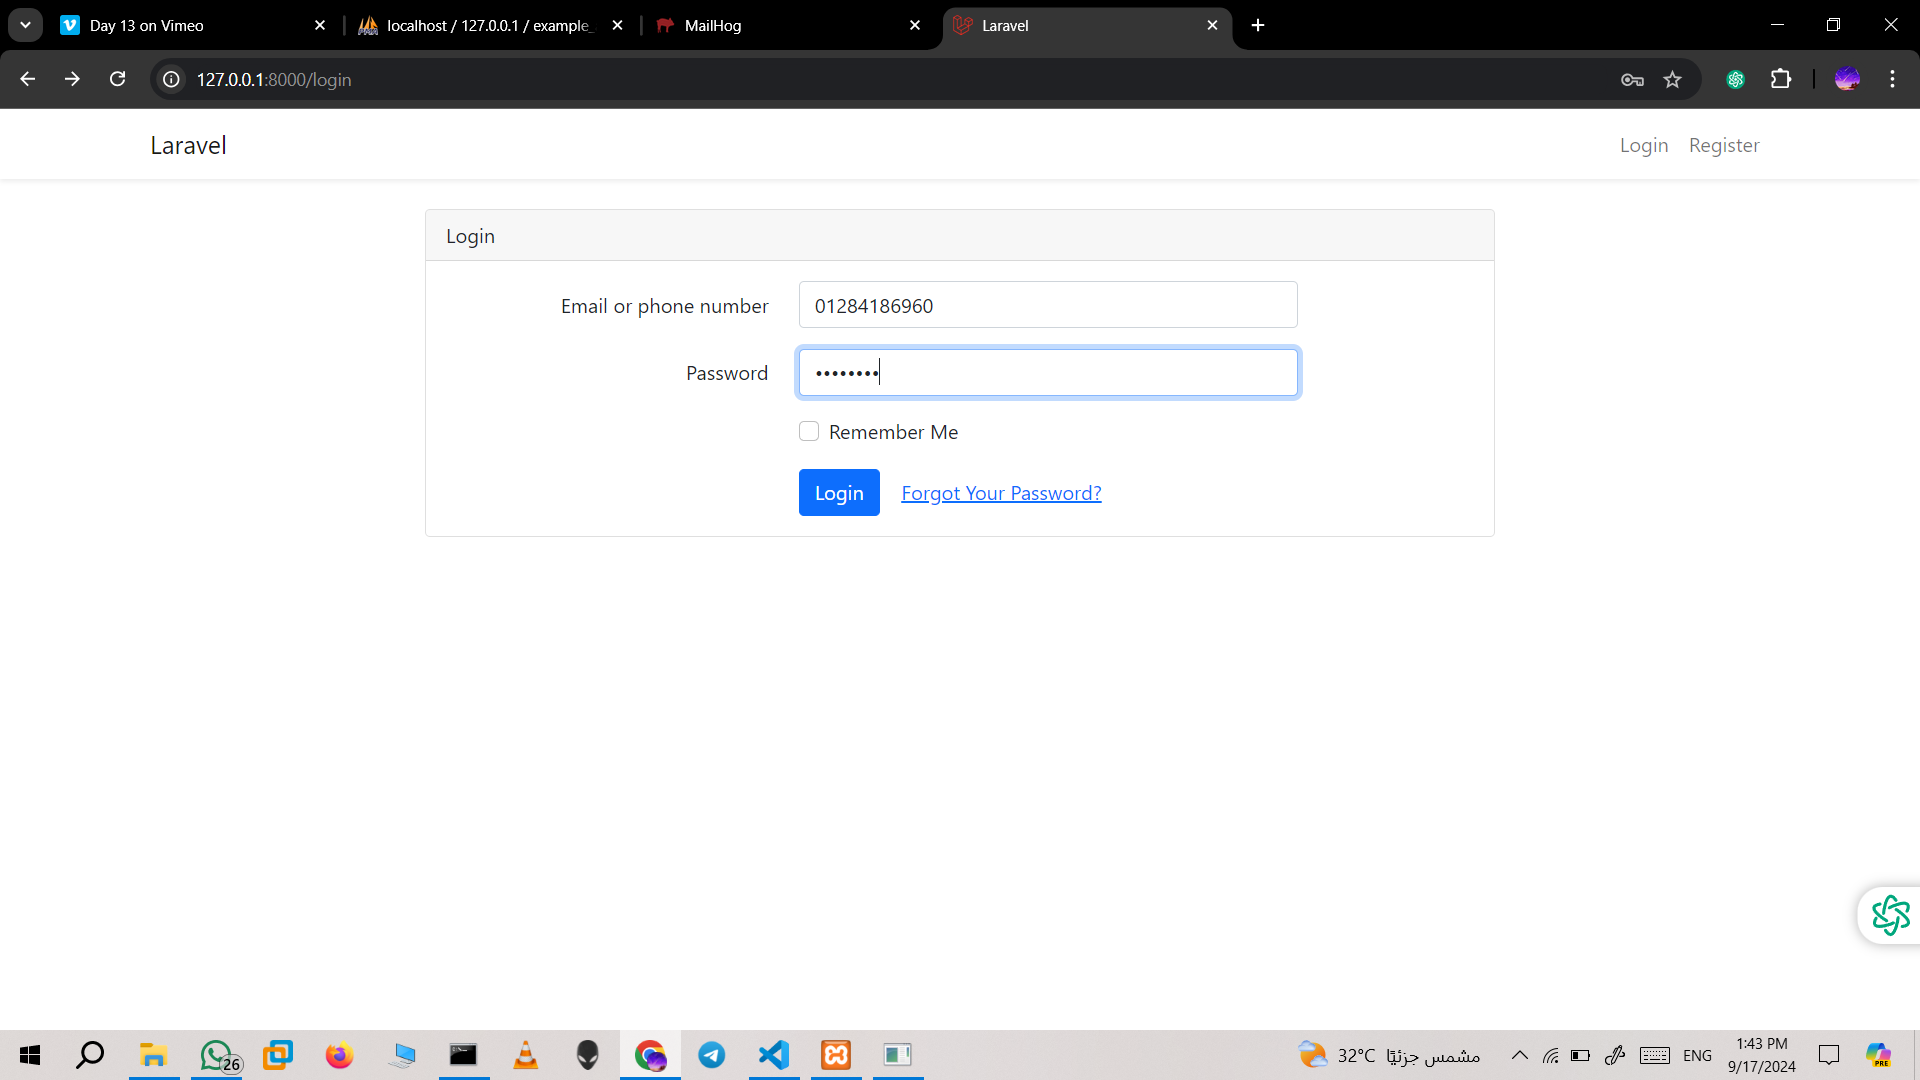 Day 13 on Vimeo
localhost / 127.0.0.1 / example_
MailHog
Laravel
127.0.0.1:8000/login
Laravel
Login
Register
Login
Email or phone number
01284186960
Password
••••••••
Remember Me
Login
Forgot Your Password?
26
32°C
مشمس جزئيًا
ENG
1:43 PM
9/17/2024
PRE